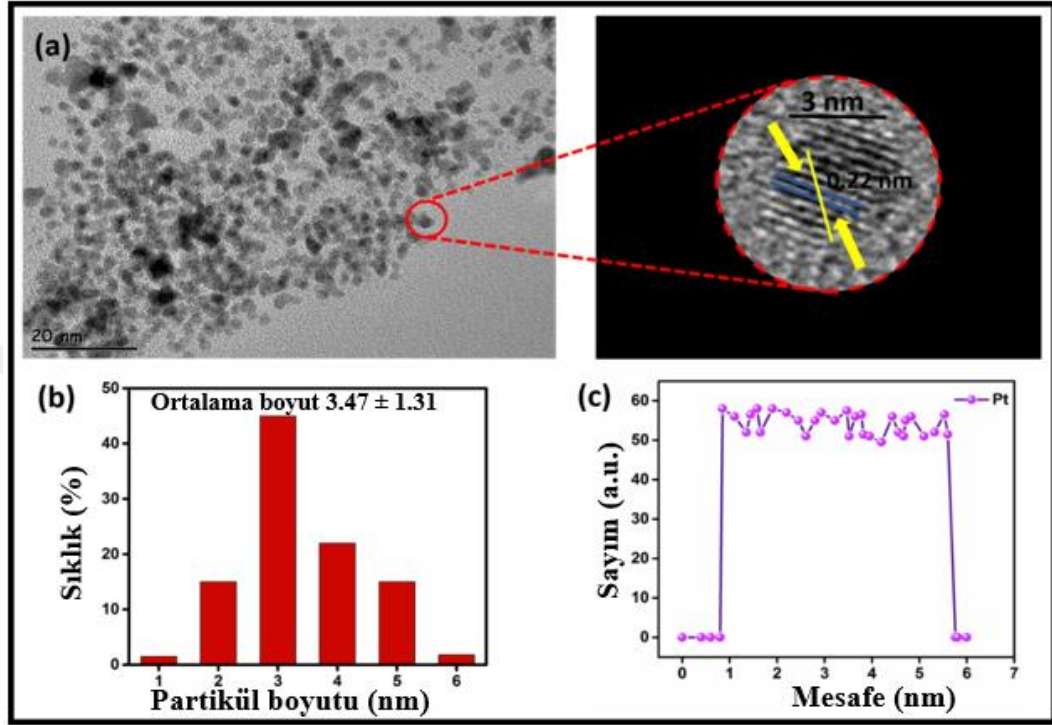 (a)
20 nm
3 nm
0.22 nm
(b)
Ortalama boyut 3.47 ± 1.31
Sıklık (%)
50
40
30
20
10
0
1 2 3 4 5 6
Partikül boyutu (nm)
(c)
Pt
Sayım (a.u.)
60
50
40
30
20
10
0
0 1 2 3 4 5 6 7
Mesafe (nm)